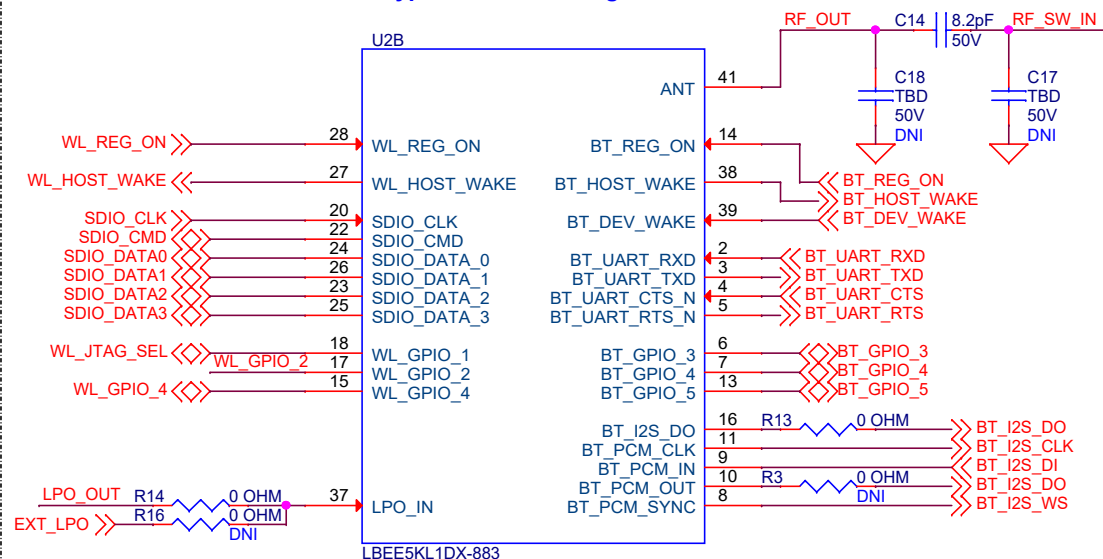 RF_OUT C14 8.2pF RF_SW_IN
50V
U2B
C18 C17
TBD TBD
50V 50V
DNI DNI
41
ANT
WL_REG_ON 28 WL_REG_ON BT_REG_ON 14
WL_HOST_WAKE 27 WL_HOST_WAKE BT_HOST_WAKE 38 BT_REG_ON
BT_HOST_WAKE
SDIO_CLK 20 SDIO_CLK BT_DEV_WAKE 39 BT_DEV_WAKE
SDIO_CMD 22 SDIO_CMD
SDIO_DATA0 24 SDIO_DATA_0 BT_UART_RXD 2 BT_UART_RXD
SDIO_DATA1 26 SDIO_DATA_1 BT_UART_TXD 3 BT_UART_TXD
SDIO_DATA2 23 SDIO_DATA_2 BT_UART_CTS_N 4 BT_UART_CTS
SDIO_DATA3 25 SDIO_DATA_3 BT_UART_RTS_N 5 BT_UART_RTS
WL_JTAG_SEL 18 WL_GPIO_1 BT_GPIO_3 6 BT_GPIO_3
WL_GPIO_2 17 WL_GPIO_2 BT_GPIO_4 7 BT_GPIO_4
WL_GPIO_4 15 WL_GPIO_4 BT_GPIO_5 13 BT_GPIO_5
BT_I2S_DO 16 R13 0 OHM BT_I2S_DO
BT_PCM_CLK 11 BT_I2S_CLK
BT_PCM_IN 9 BT_I2S_DI
BT_PCM_OUT 10 R3 0 OHM BT_I2S_DO
DNI
BT_PCM_SYNC 8 BT_I2S_WS
LPO_OUT R14 0 OHM 37 LPO_IN
EXT_LPO R16 0 OHM
DNI
LBEE5KL1DX-883